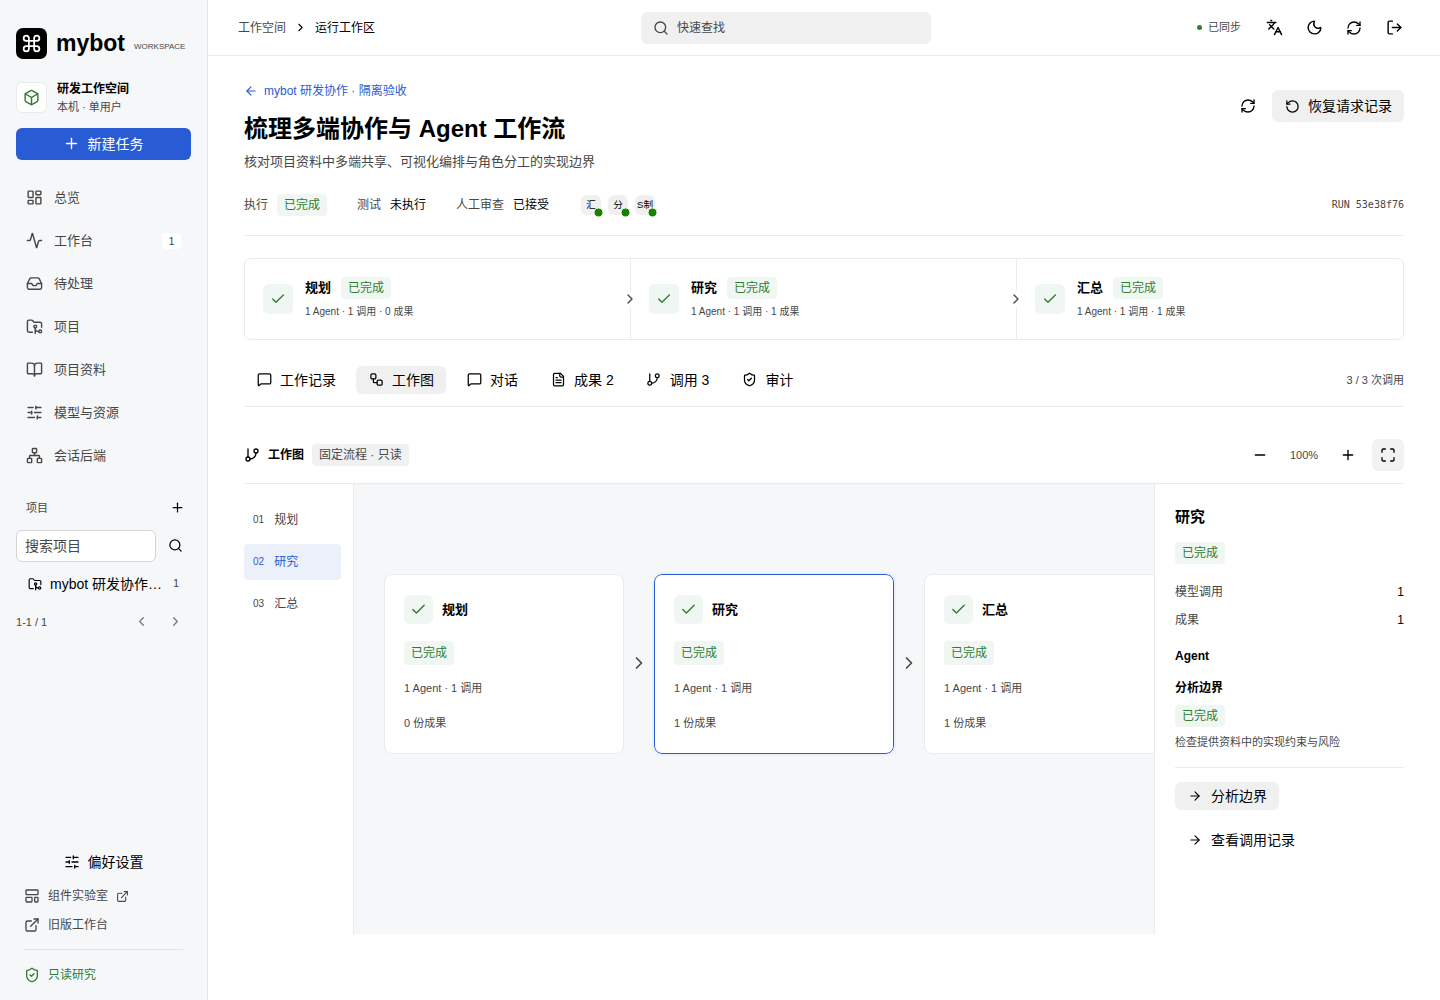 mybot WORKSPACE
研发工作空间
本机 · 单用户
新建任务
总览
工作台 1
待处理
项目
项目资料
模型与资源
会话后端
项目
搜索项目
mybot 研发协作… 1
1-1 / 1
偏好设置
组件实验室
旧版工作台
只读研究
工作空间 运行工作区
快速查找
已同步
mybot 研发协作 · 隔离验收
梳理多端协作与 Agent 工作流
核对项目资料中多端共享、可视化编排与角色分工的实现边界
恢复请求记录
执行 已完成 测试 未执行 人工审查 已接受 汇 分 S制
RUN 53e38f76
规划 已完成
1 Agent · 1 调用 · 0 成果
研究 已完成
1 Agent · 1 调用 · 1 成果
汇总 已完成
1 Agent · 1 调用 · 1 成果
工作记录 工作图 对话 成果 2 调用 3 审计
3 / 3 次调用
工作图 固定流程 · 只读
100%
01 规划
02 研究
03 汇总
规划
已完成
1 Agent · 1 调用
0 份成果
研究
已完成
1 Agent · 1 调用
1 份成果
汇总
已完成
1 Agent · 1 调用
1 份成果
研究
已完成
模型调用 1
成果 1
Agent
分析边界
已完成
检查提供资料中的实现约束与风险
分析边界
查看调用记录